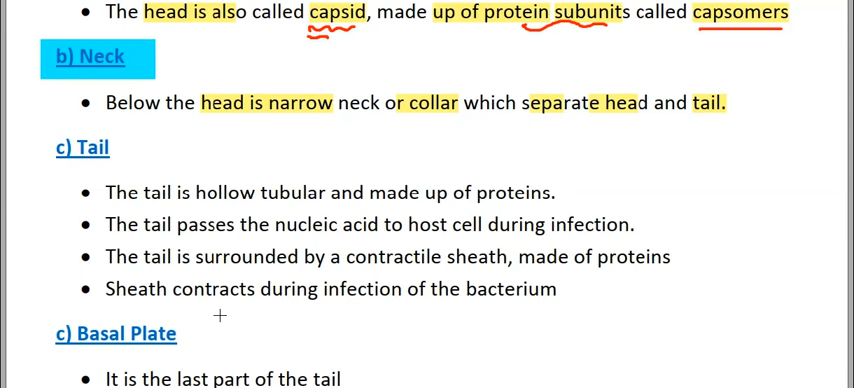 • The head is also called capsid, made up of protein subunits called capsomers
b) Neck
• Below the head is narrow neck or collar which separate head and tail.
c) Tail
• The tail is hollow tubular and made up of proteins.
• The tail passes the nucleic acid to host cell during infection.
• The tail is surrounded by a contractile sheath, made of proteins
• Sheath contracts during infection of the bacterium
c) Basal Plate
• It is the last part of the tail